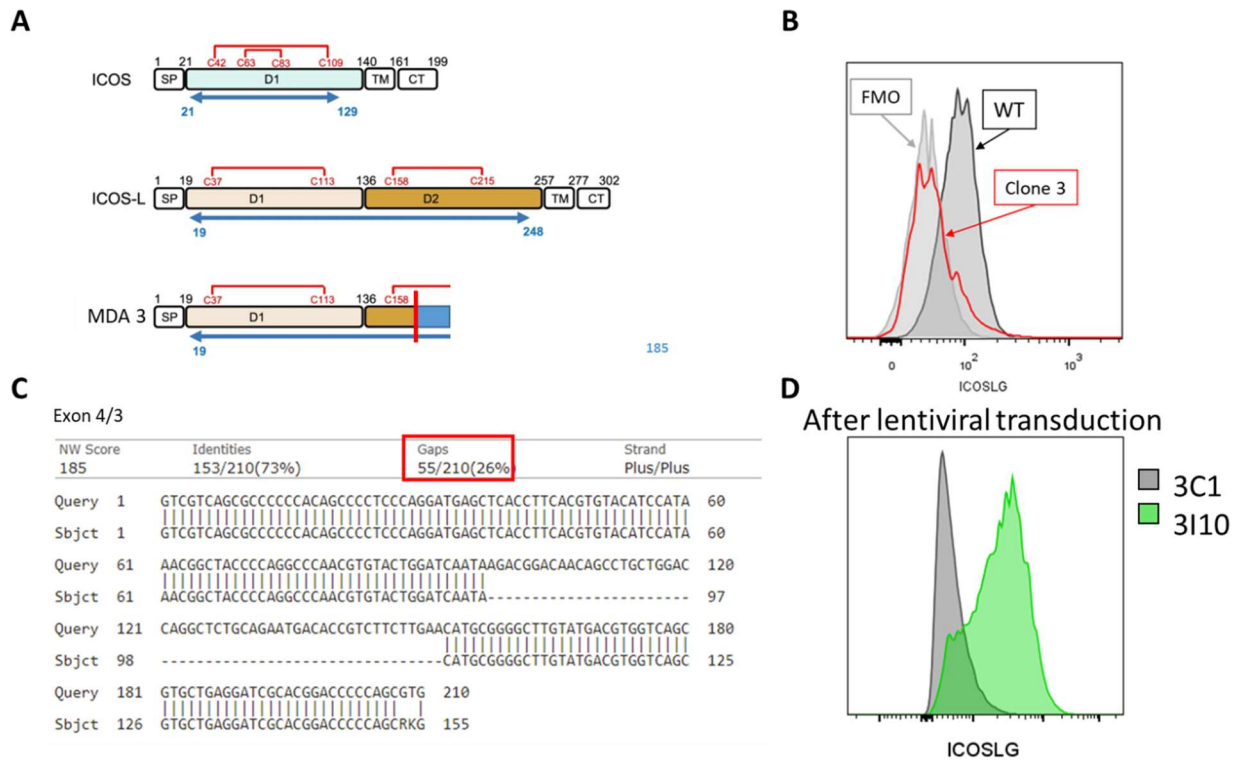 A
1 21 C42 C63 C83 C109 140 161 199
ICOS SP D1 TM CT
21 129
1 19 C37 C113 136 C158 C215 257 277 302
ICOS-L SP D1 D2 TM CT
19 248
1 19 C37 C113 136 C158
MDA 3 SP D1
19 185
B
FMO
WT
Clone 3
0 10² 10³
ICOSLG
C
Exon 4/3
NW Score Identities Gaps Strand
185 153/210(73%) 55/210(26%) Plus/Plus
Query 1 GTCGTCAGCGCCCCCCACAGCCCCTCCCAGGATGAGCTCACCTTCACGTGTACATCCATA 60
Sbjct 1 GTCGTCAGCGCCCCCCACAGCCCCTCCCAGGATGAGCTCACCTTCACGTGTACATCCATA 60
Query 61 AACGGCTACCCCAGGCCCAACGTGTACTGGATCAATAAGACGGACAACAGCCTGCTGGAC 120
Sbjct 61 AACGGCTACCCCAGGCCCAACGTGTACTGGATCAATA----------------------- 97
Query 121 CAGGCTCTGCAGAATGACACCGTCTTCTTGAACATGCGGGGCTTGTATGACGTGGTCAGC 180
Sbjct 98 --------------------------------CATGCGGGGCTTGTATGACGTGGTCAGC 125
Query 181 GTGCTGAGGATCGCACGGACCCCCAGCGTG 210
Sbjct 126 GTGCTGAGGATCGCACGGACCCCCAGCRKG 155
D
After lentiviral transduction
3C1
3I10
ICOSLG